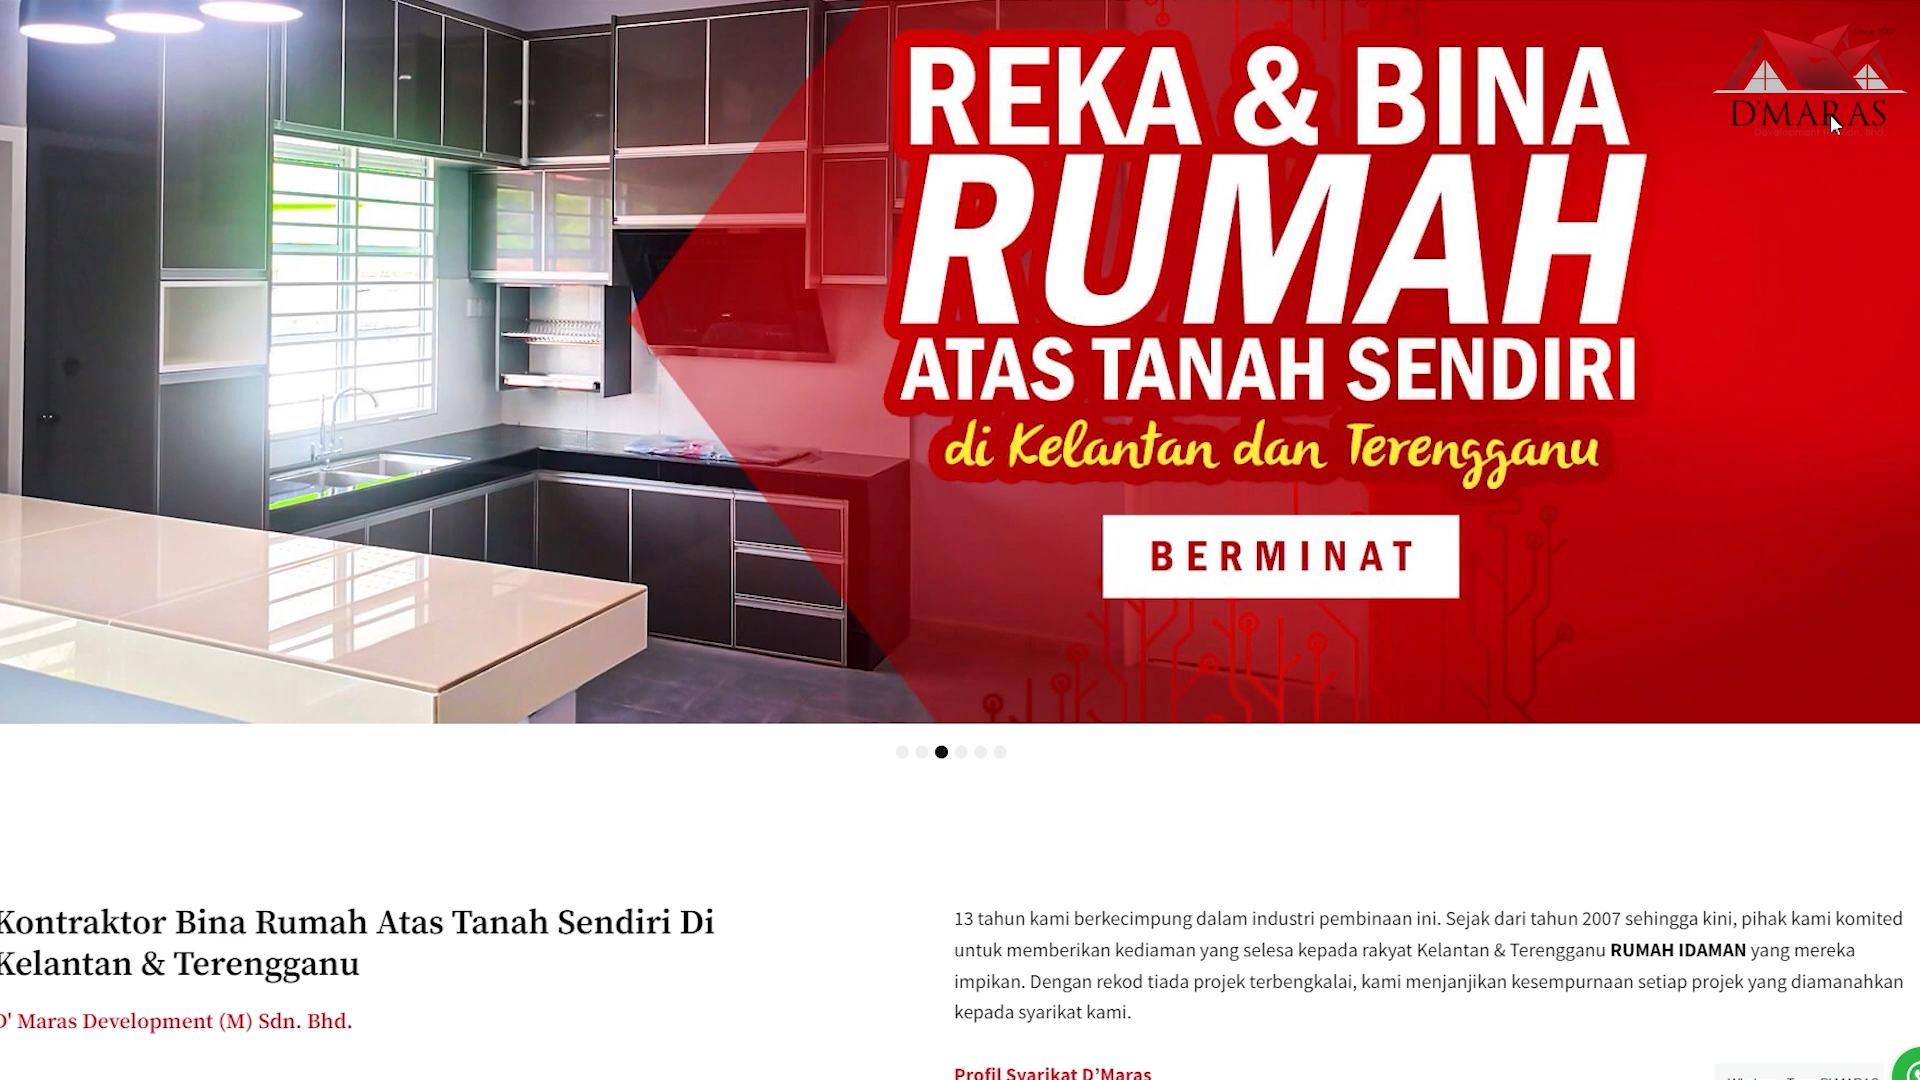 REKA & BINA
RUMAH
ATAS TANAH SENDIRI
di Kelantan dan Terengganu
BERMINAT
D'MARAS
Kontraktor Bina Rumah Atas Tanah Sendiri Di
Kelantan & Terengganu
D' Maras Development (M) Sdn. Bhd.
13 tahun kami berkecimpung dalam industri pembinaan ini. Sejak dari tahun 2007 sehingga kini, pihak kami komited
untuk memberikan kediaman yang selesa kepada rakyat Kelantan & Terengganu RUMAH IDAMAN yang mereka
impikan. Dengan rekod tiada projek terbengkalai, kami menjanjikan kesempurnaan setiap projek yang diamanahkan
kepada syarikat kami.
Profil Syarikat D’Maras